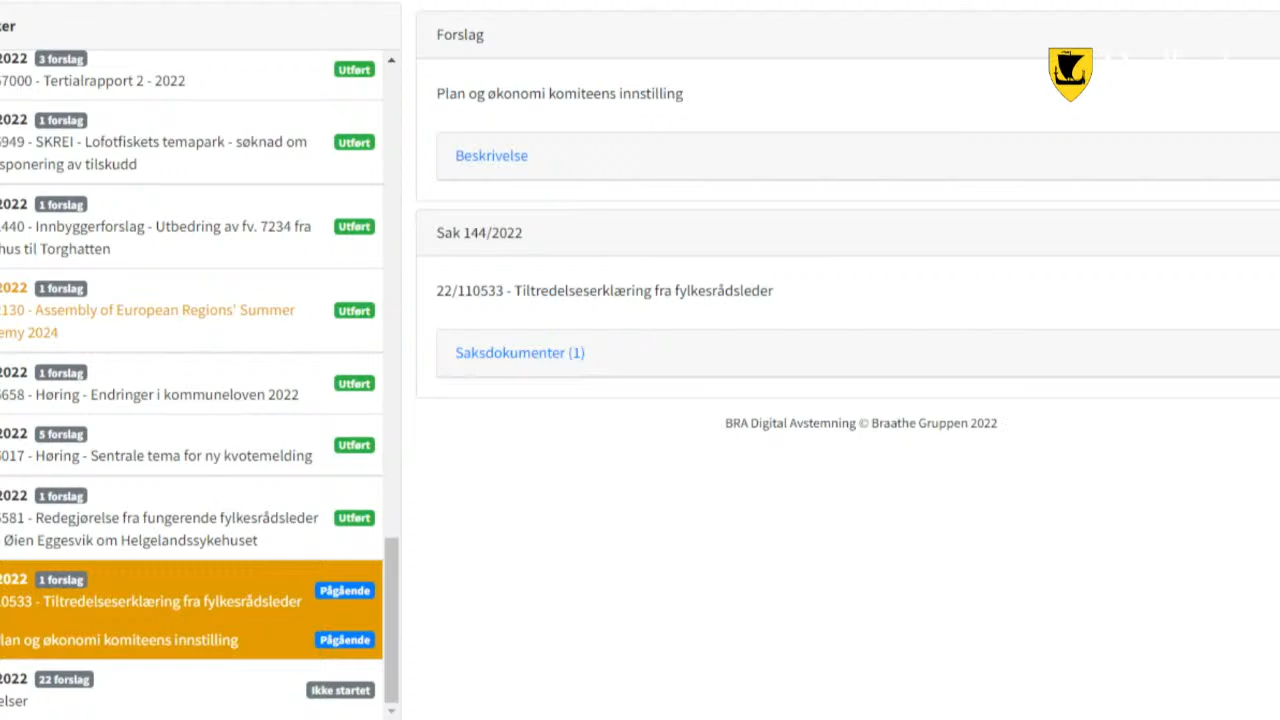 ker
2022 3 forslag
67000 - Tertialrapport 2 - 2022
Utført
2022 1 forslag
949 - SKREI - Lofotfiskets temapark - søknad om
sponering av tilskudd
Utført
2022 1 forslag
440 - Innbyggerforslag - Utbedring av fv. 7234 fra
hus til Torghatten
Utført
2022 1 forslag
130 - Assembly of European Regions' Summer
emy 2024
Utført
2022 1 forslag
658 - Høring - Endringer i kommuneloven 2022
Utført
2022 5 forslag
017 - Høring - Sentrale tema for ny kvotemelding
Utført
2022 1 forslag
581 - Redegjørelse fra fungerende fylkesrådsleder
Øien Eggesvik om Helgelandssykehuset
Utført
2022 1 forslag
0533 - Tiltredelseserklæring fra fylkesrådsleder
Pågående
lan og økonomi komiteens innstilling
Pågående
2022 22 forslag
elser
Ikke startet
Forslag
Plan og økonomi komiteens innstilling
Beskrivelse
Sak 144/2022
22/110533 - Tiltredelseserklæring fra fylkesrådsleder
Saksdokumenter (1)
BRA Digital Avstemning © Braathe Gruppen 2022